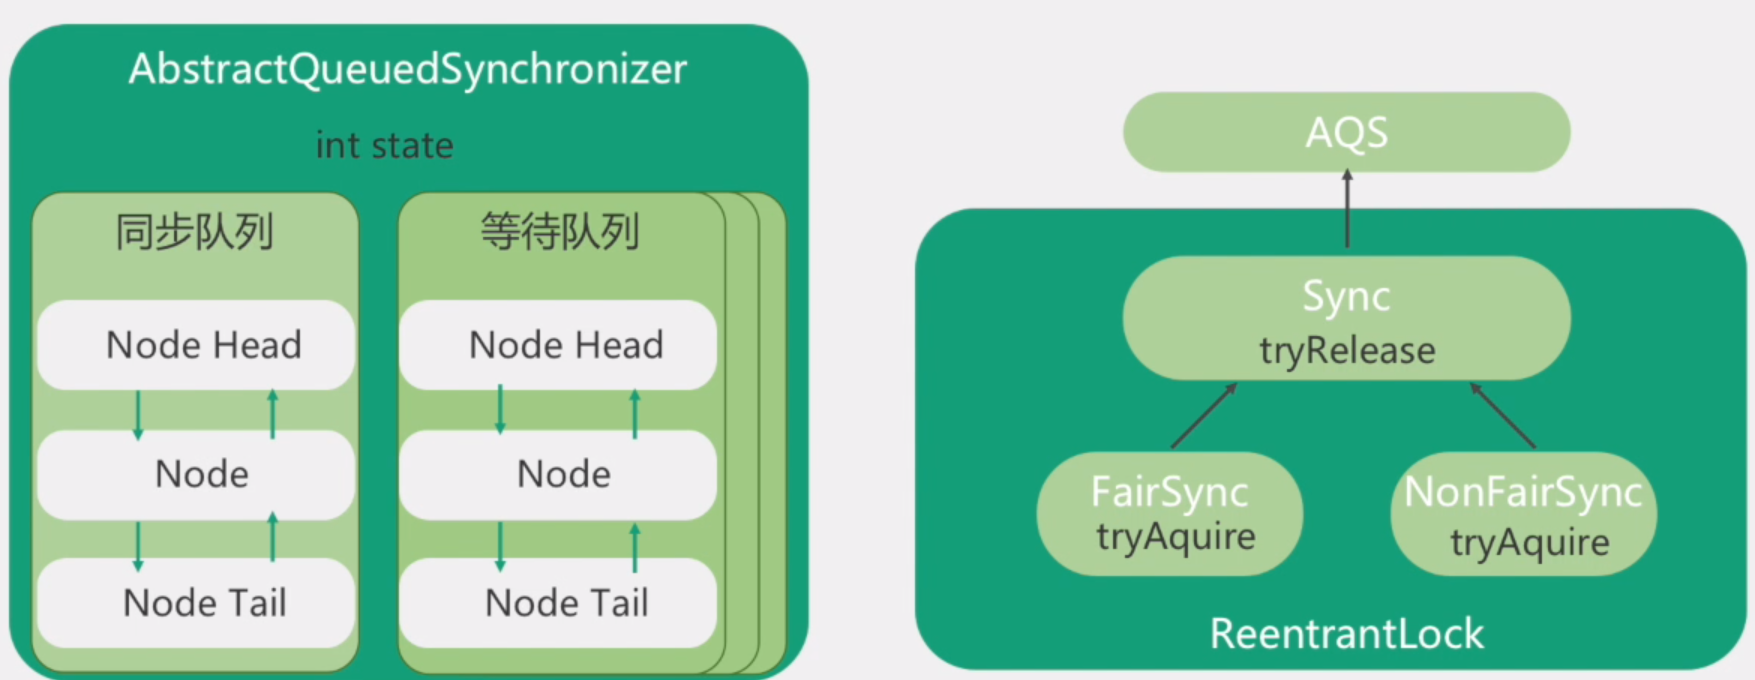 AbstractQueuedSynchronizer
int state
同步队列
Node Head
Node
Node Tail
等待队列
Node Head
Node
Node Tail
AQS
Sync
tryRelease
FairSync
tryAquire
NonFairSync
tryAquire
ReentrantLock